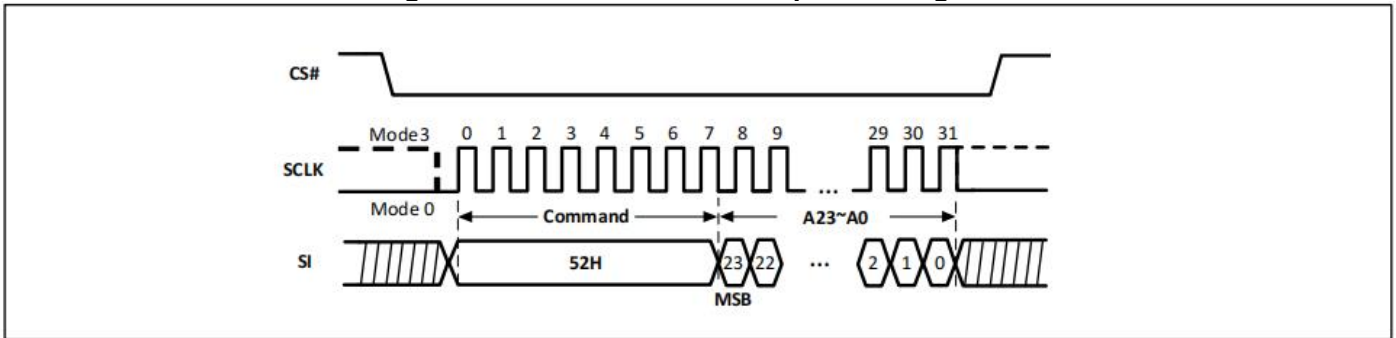 CS#
Mode3 0 1 2 3 4 5 6 7 8 9 29 30 31
SCLK
...
Mode 0 Command A23~A0
SI 52H 23 22 ... 2 1 0
MSB